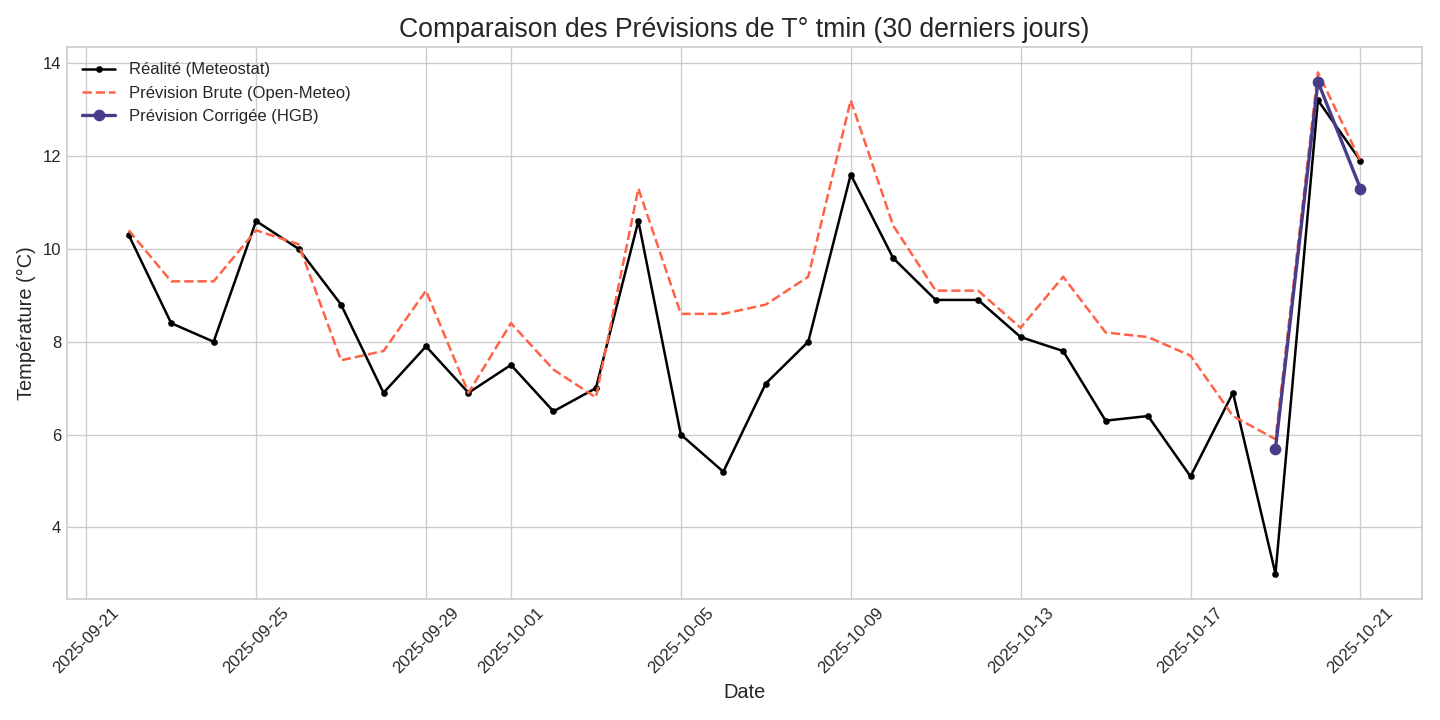 Comparaison des Prévisions de T° tmin (30 derniers jours)
Réalité (Meteostat)
Prévision Brute (Open-Meteo)
Prévision Corrigée (HGB)
Température (°C)
14
12
10
8
6
4
2025-09-21
2025-09-25
2025-09-29
2025-10-01
2025-10-05
2025-10-09
2025-10-13
2025-10-17
2025-10-21
Date